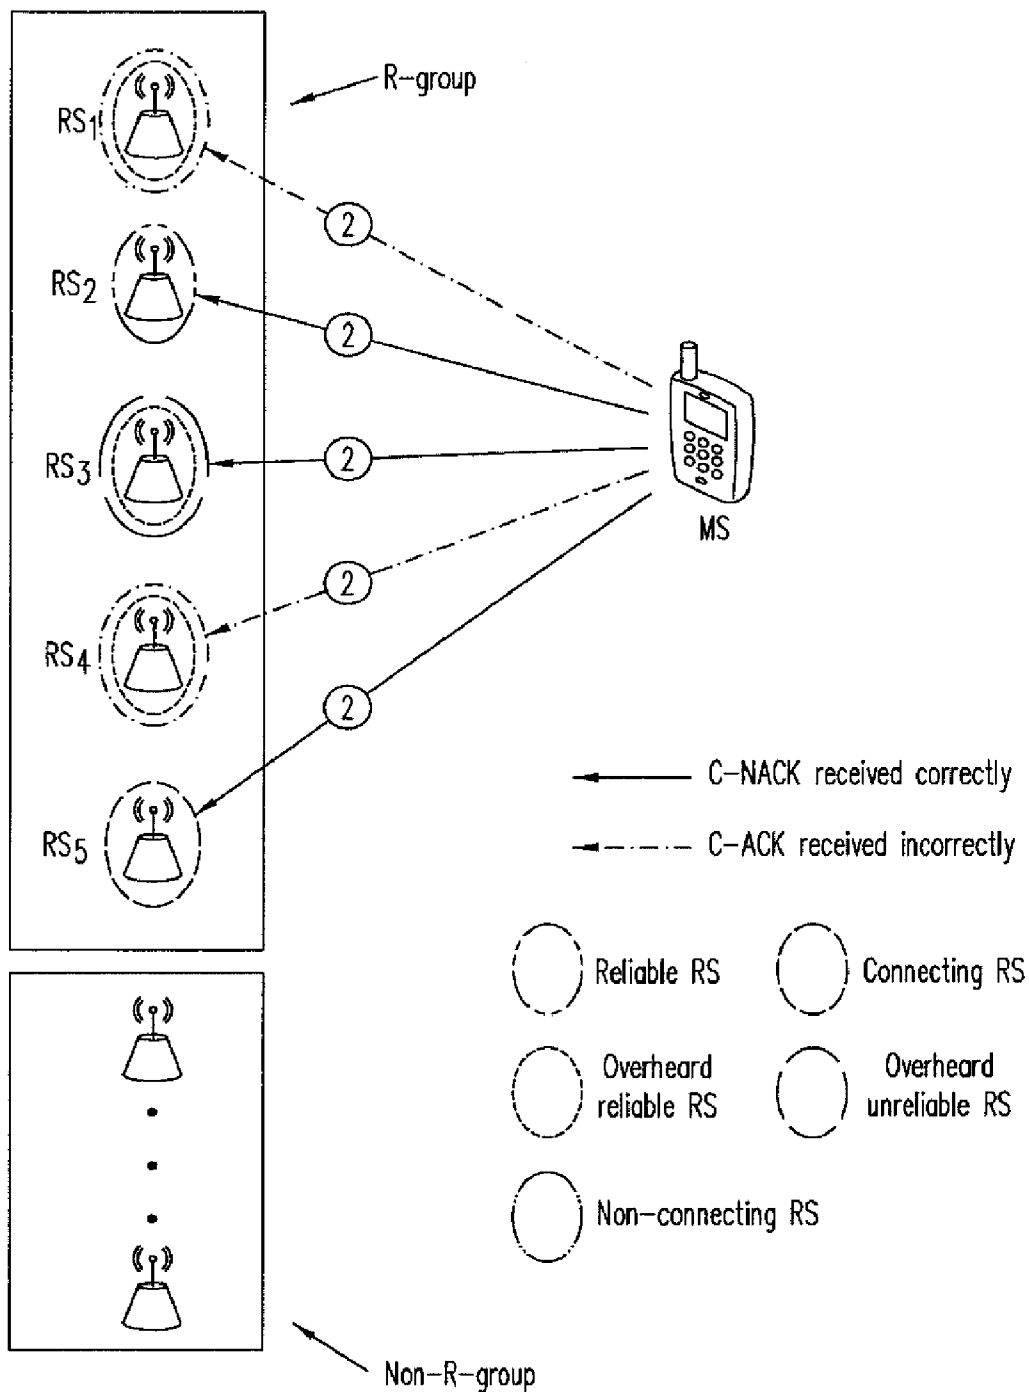 R-group
RS1
2
RS2
2
RS3
2
MS
RS4
2
2
C-NACK received correctly
RS5
C-ACK received incorrectly
Reliable RS
Connecting RS
Overheard
reliable RS
Overheard
unreliable RS
Non-connecting RS
Non-R-group